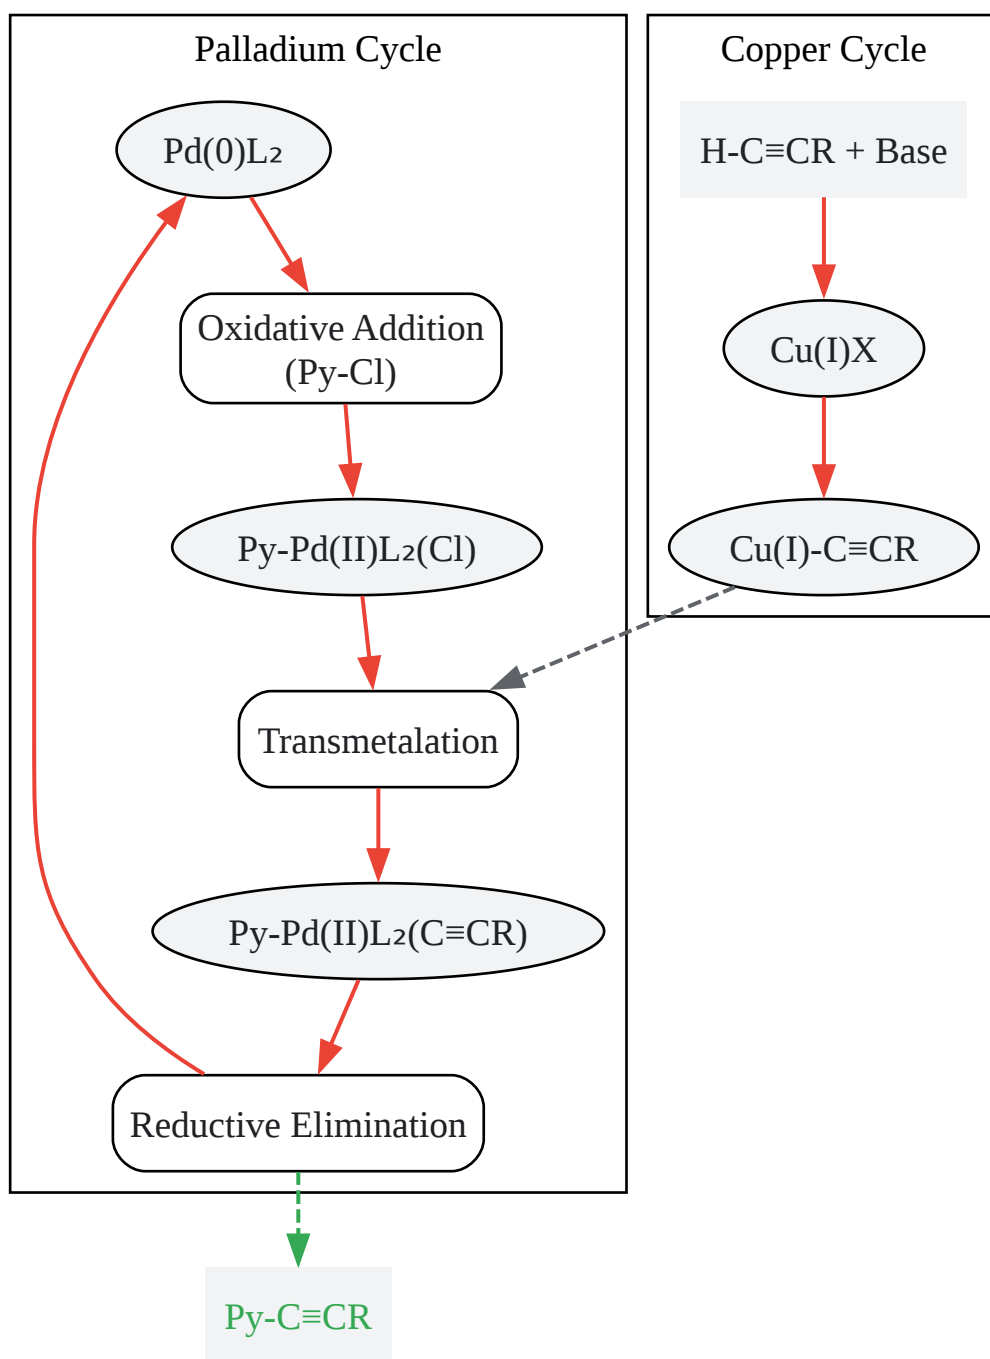 Palladium Cycle
Pd(0)L₂
Oxidative Addition
(Py-Cl)
Py-Pd(II)L₂(Cl)
Transmetalation
Py-Pd(II)L₂(C≡CR)
Reductive Elimination
Py-C≡CR
Copper Cycle
H-C≡CR + Base
Cu(I)X
Cu(I)-C≡CR